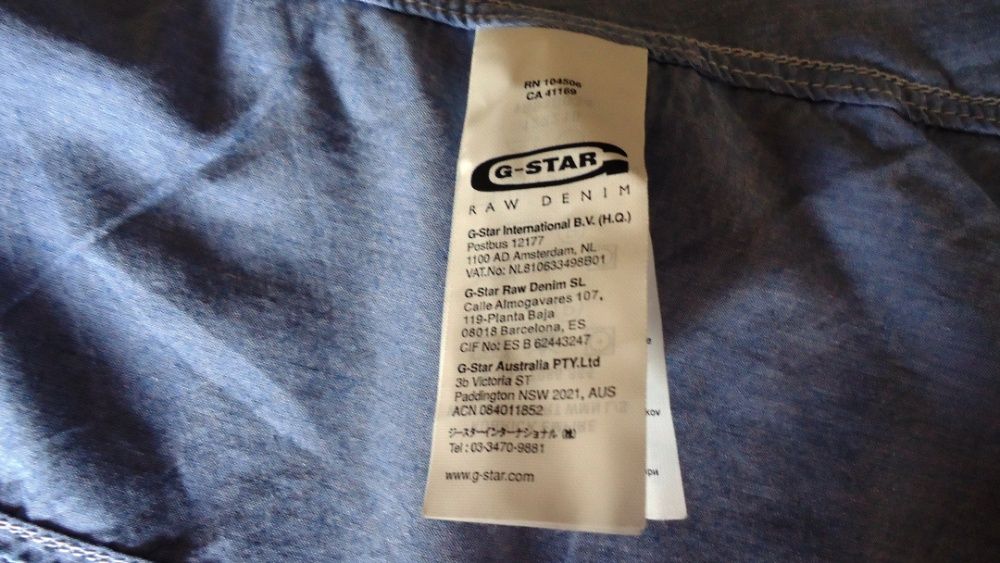 RN 104506
CA 41169
G-STAR
RAW DENIM
G-Star International B.V. (H.Q.)
Postbus 12177
1100 AD Amsterdam, NL
VAT.No: NL810633498B01
G-Star Raw Denim SL
Calle Almogavares 107,
119-Planta Baja
08018 Barcelona, ES
CIF No: ES B 62443247
G-Star Australia PTY.Ltd
3b Victoria ST
Paddington NSW 2021, AUS
ACN 084011852
ジースターインターナショナル (株)
Tel : 03-3470-9881
www.g-star.com
kov